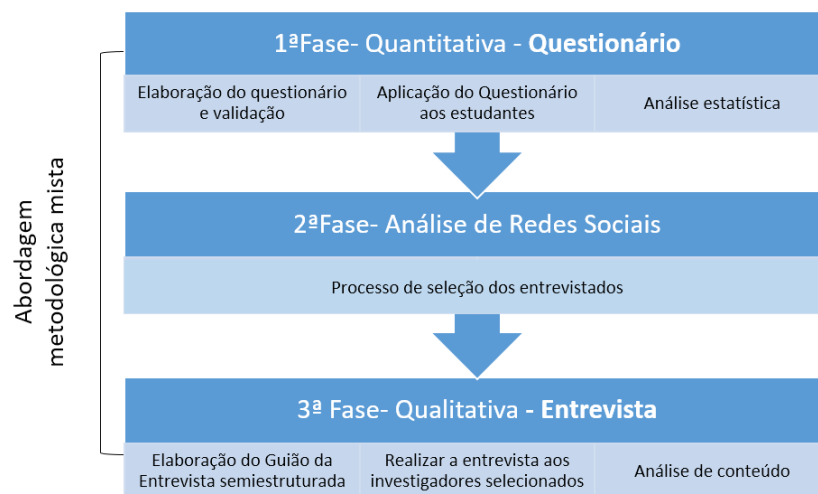 1ªFase- Quantitativa - Questionário
Elaboração do questionário
e validação
Aplicação do Questionário
aos estudantes
Análise estatística
Abordagem
metodológica mista
2ªFase- Análise de Redes Sociais
Processo de seleção dos entrevistados
3ª Fase- Qualitativa - Entrevista
Elaboração do Guião da
Entrevista semiestruturada
Realizar a entrevista aos
investigadores selecionados
Análise de conteúdo